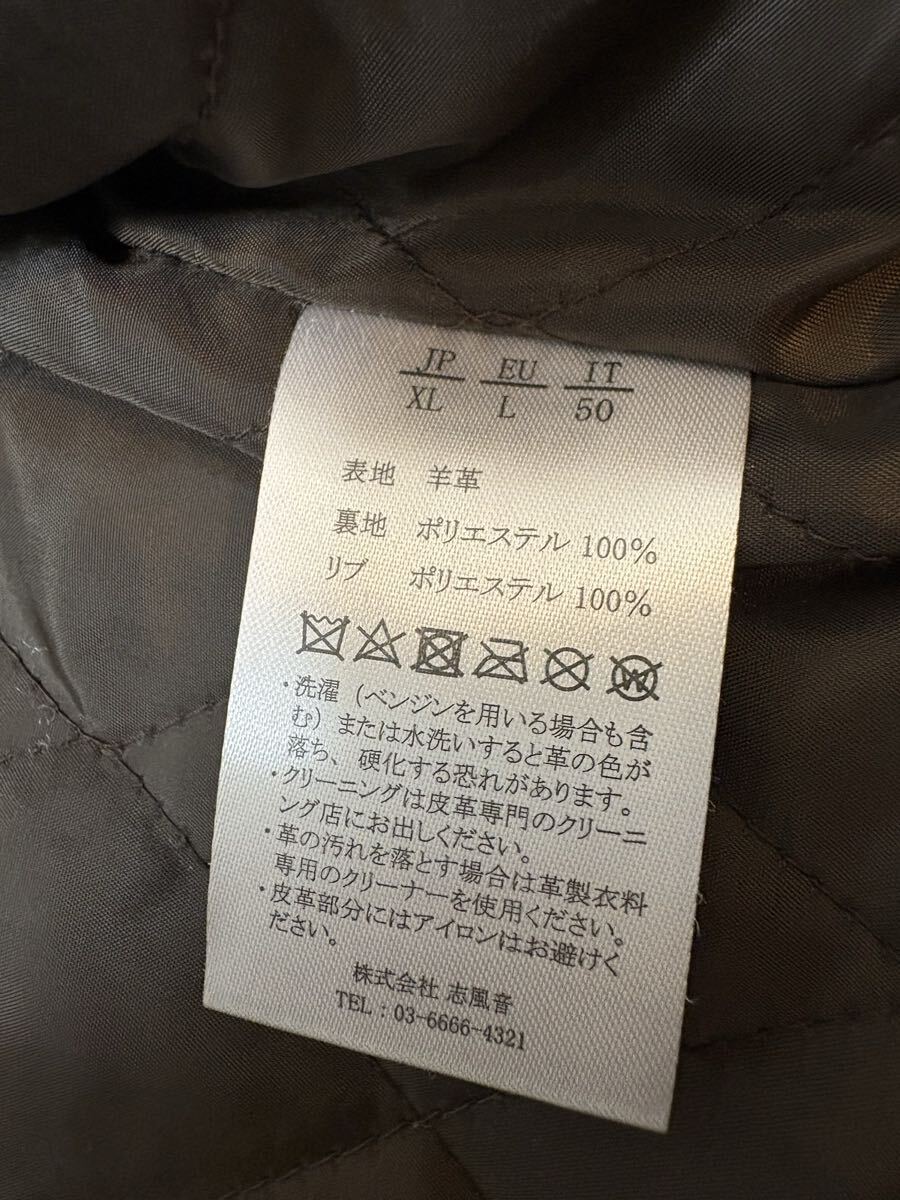 JP EU IT
XL L 50
表地 羊革
裏地 ポリエステル 100%
リブ ポリエステル 100%
W
・洗濯（ベンジンを用いる場合も含
む）または水洗いすると革の色が
落ち、硬化する恐れがあります。
・クリーニングは皮革専門のクリーニ
ング店にお出しください。
・革の汚れを落とす場合は革製衣料
専用のクリーナーを使用ください。
・皮革部分にはアイロンはお避けく
ださい。
株式会社 志風音
TEL：03-6666-4321